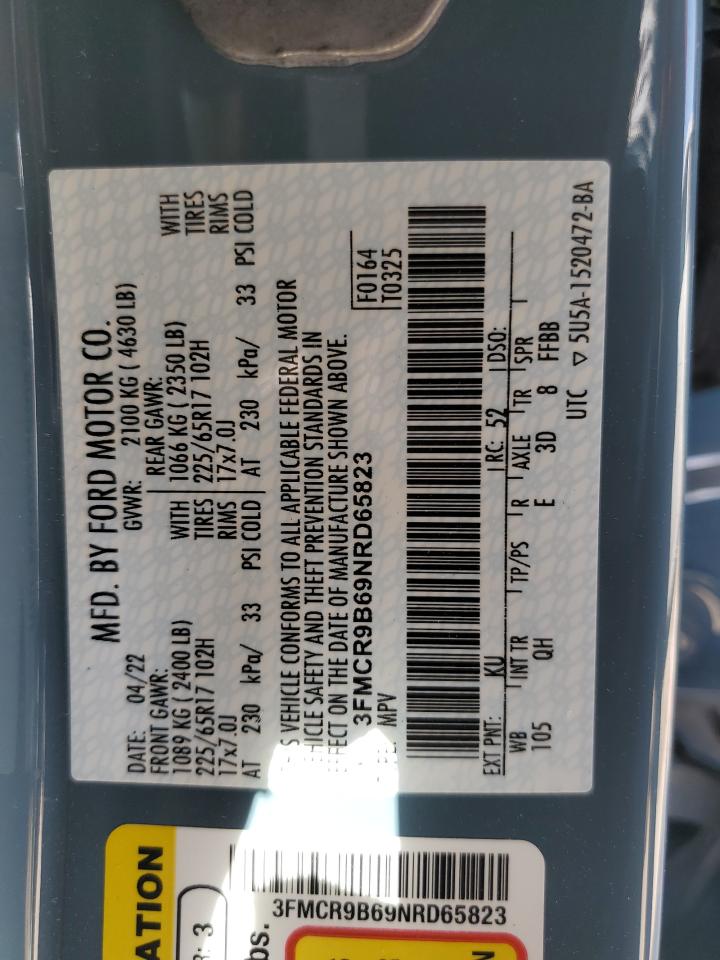 MFD. BY FORD MOTOR CO.
DATE: 04/22 GVWR: 2100 KG ( 4630 LB)
FRONT GAWR: REAR GAWR:
1089 KG ( 2400 LB) WITH 1066 KG ( 2350 LB) WITH
225/65R17 102H TIRES 225/65R17 102H TIRES
17x7.0J RIMS 17x7.0J RIMS
AT 230 kPa/ 33 PSI COLD AT 230 kPa/ 33 PSI COLD
VEHICLE CONFORMS TO ALL APPLICABLE FEDERAL MOTOR
VEHICLE SAFETY AND THEFT PREVENTION STANDARDS IN
EFFECT ON THE DATE OF MANUFACTURE SHOWN ABOVE.
3FMCR9B69NRD65823
TYPE: MPV
F0164
T0325
EXT PNT: KU RC: 52 DSO:
WB INT TR TP/PS R AXLE TR SPR
105 QH E 3D 8 FFBB
UTC ▽ 5U5A-1520472-BA
ATION
3
bs.
3FMCR9B69NRD65823